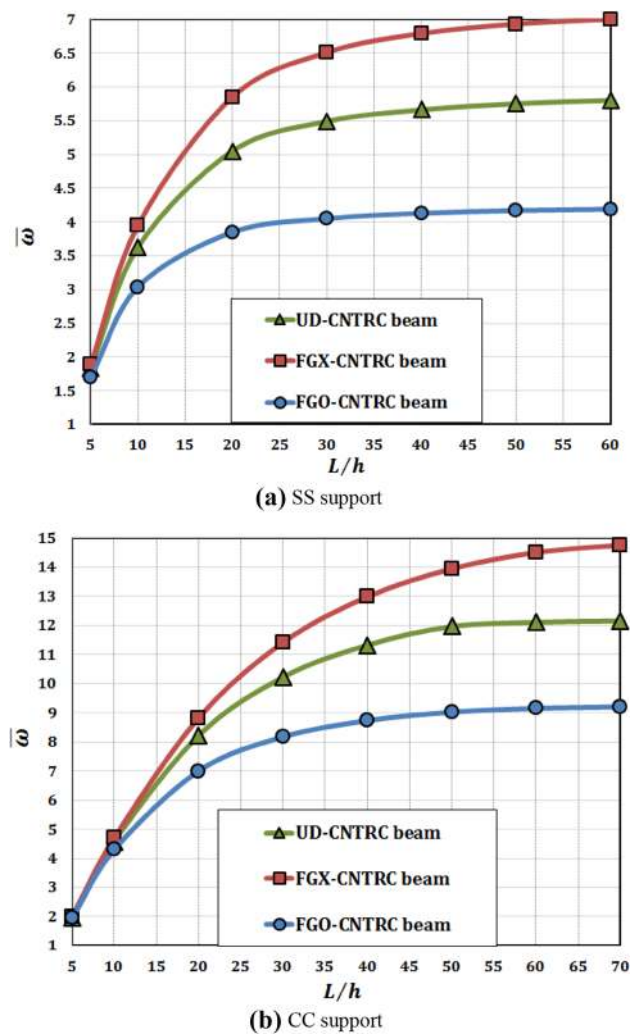 7
6.5
6
5.5
5
4.5
4
3.5
3
2.5
2
1.5
1
ω̅
UD-CNTRC beam
FGX-CNTRC beam
FGO-CNTRC beam
5 10 15 20 25 30 35 40 45 50 55 60
L/h
(a) SS support
15
14
13
12
11
10
9
8
7
6
5
4
3
2
1
ω̅
UD-CNTRC beam
FGX-CNTRC beam
FGO-CNTRC beam
5 10 15 20 25 30 35 40 45 50 55 60 65 70
L/h
(b) CC support